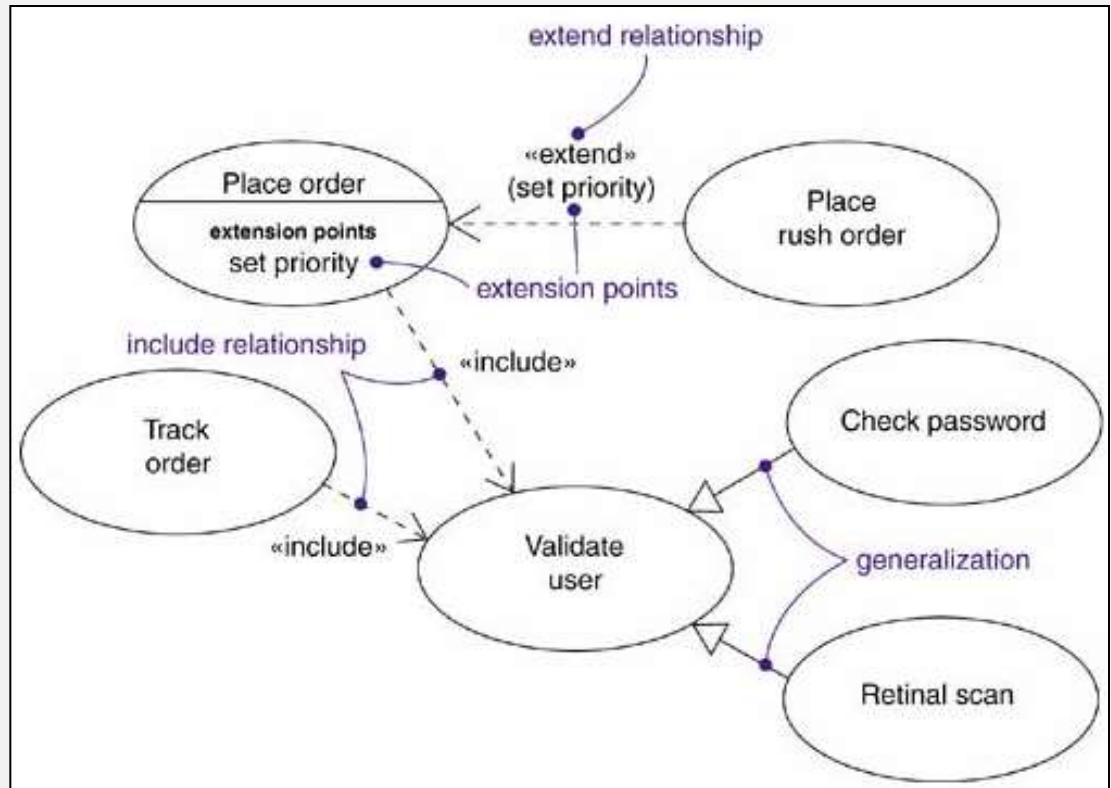 extend relationship
«extend»
(set priority)
Place order
extension points
set priority
Place
rush order
extension points
include relationship
«include»
Track
order
«include»
Check password
Validate
user
generalization
Retinal scan